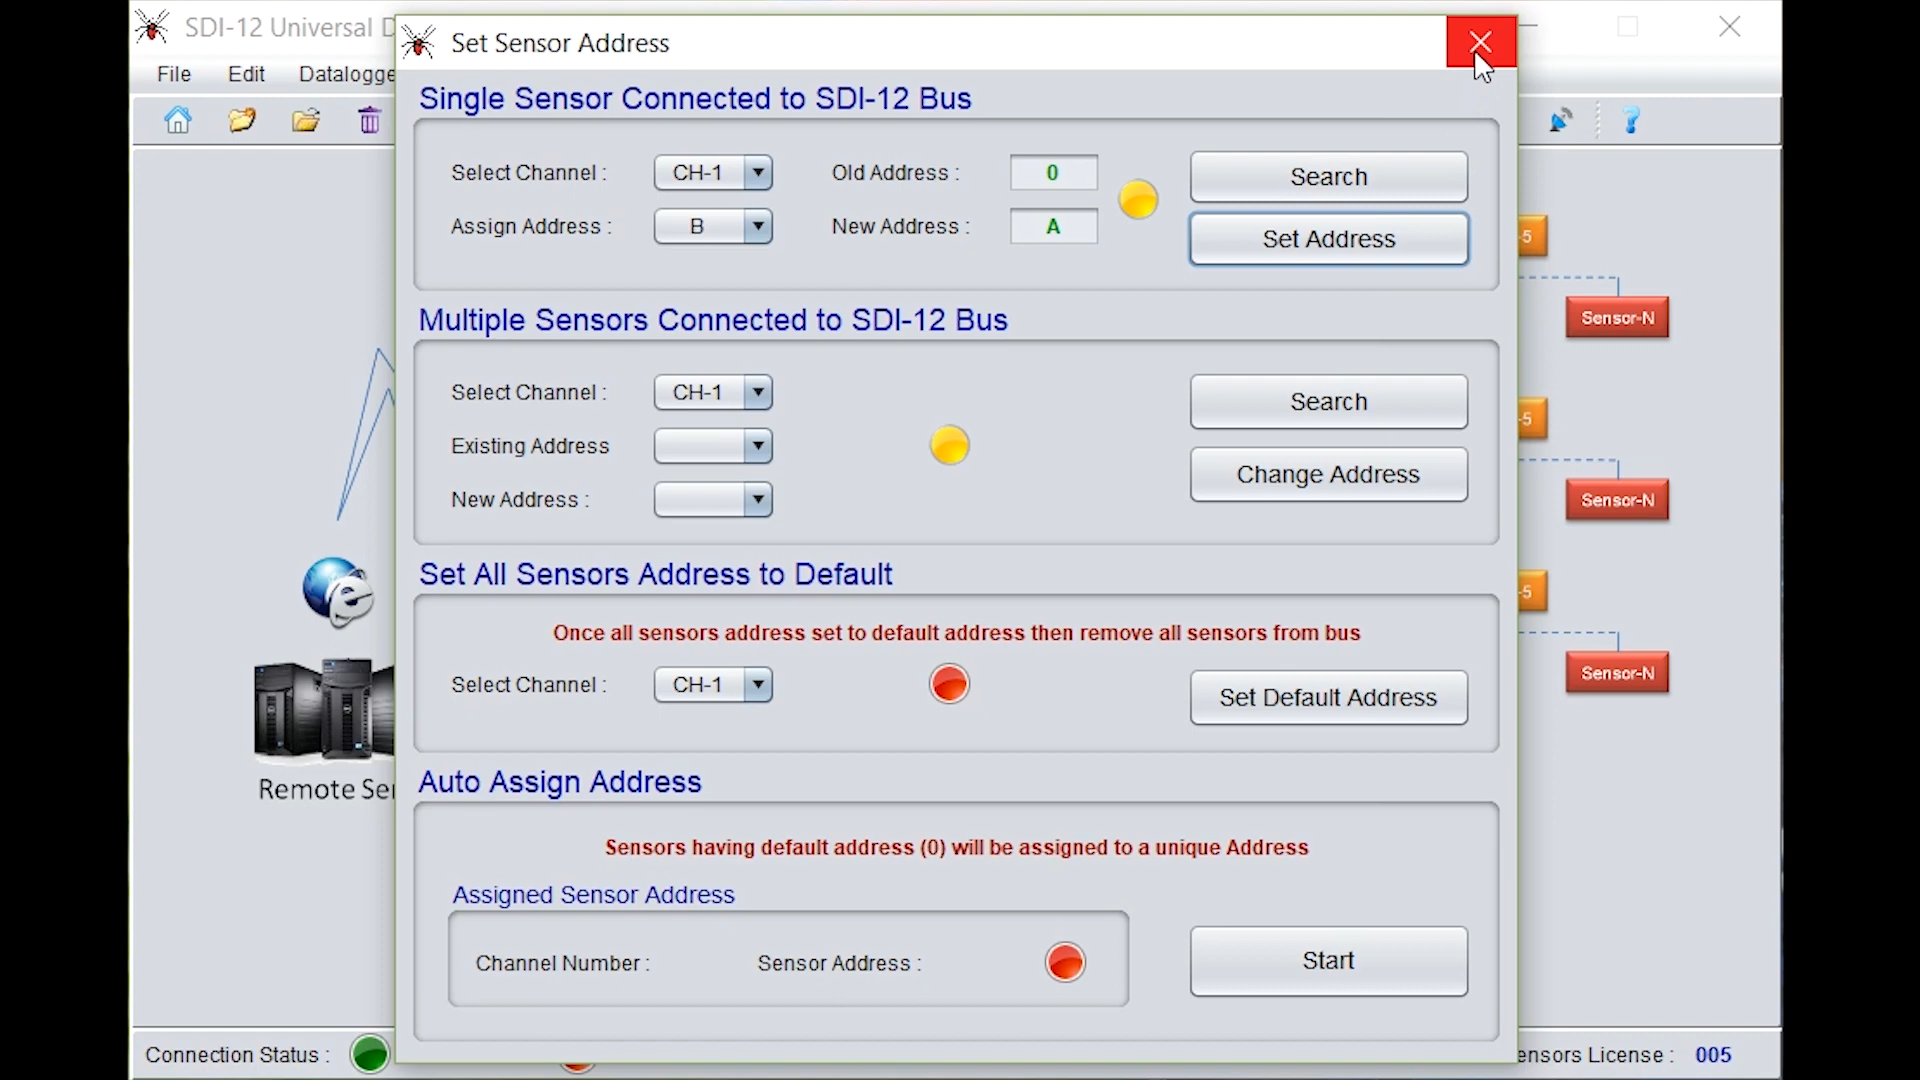 SDI-12 Universal D
Set Sensor Address
File Edit Datalogge
Single Sensor Connected to SDI-12 Bus
Select Channel : CH-1 Old Address : 0 Search
Assign Address : B New Address : A Set Address
-5
Sensor-N
Multiple Sensors Connected to SDI-12 Bus
Select Channel : CH-1 Search
-5
Existing Address
Change Address
New Address :
Sensor-N
Set All Sensors Address to Default
-5
Once all sensors address set to default address then remove all sensors from bus
Select Channel : CH-1 Set Default Address
Sensor-N
Remote Ser
Auto Assign Address
Sensors having default address (0) will be assigned to a unique Address
Assigned Sensor Address
Channel Number : Sensor Address : Start
Connection Status :
ensors License : 005